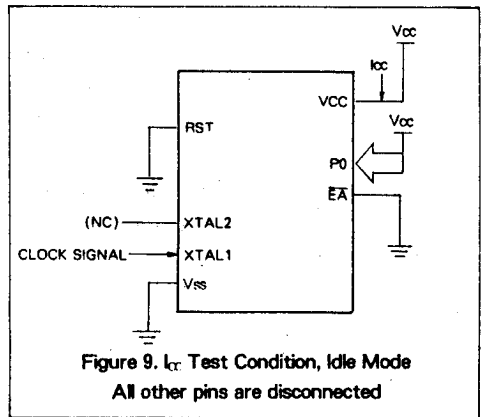 Vcc
Icc
VCC
Vcc
RST
P0
EA
(NC) XTAL2
CLOCK SIGNAL XTAL1
Vss
Figure 9. Icc Test Condition, Idle Mode
All other pins are disconnected